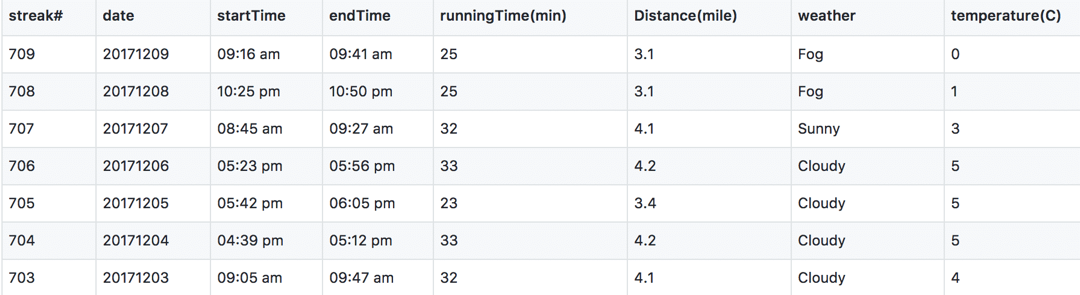 streak# date startTime endTime runningTime(min) Distance(mile) weather temperature(C)
709 20171209 09:16 am 09:41 am 25 3.1 Fog 0
708 20171208 10:25 pm 10:50 pm 25 3.1 Fog 1
707 20171207 08:45 am 09:27 am 32 4.1 Sunny 3
706 20171206 05:23 pm 05:56 pm 33 4.2 Cloudy 5
705 20171205 05:42 pm 06:05 pm 23 3.4 Cloudy 5
704 20171204 04:39 pm 05:12 pm 33 4.2 Cloudy 5
703 20171203 09:05 am 09:47 am 32 4.1 Cloudy 4